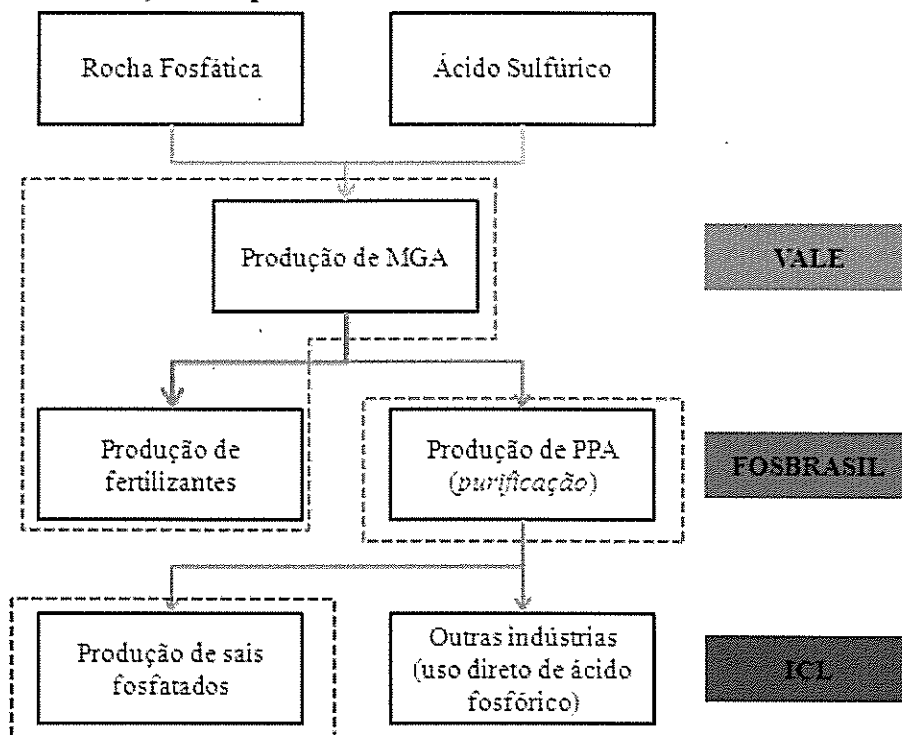 Rocha Fosfática
Ácido Sulfúrico
Produção de MGA
VALE
Produção de
fertilizantes
Produção de PPA
(purificação)
FOSBRASIL
Produção de sais
fosfatados
Outras indústrias
(uso direto de ácido
fosfórico)
ICL